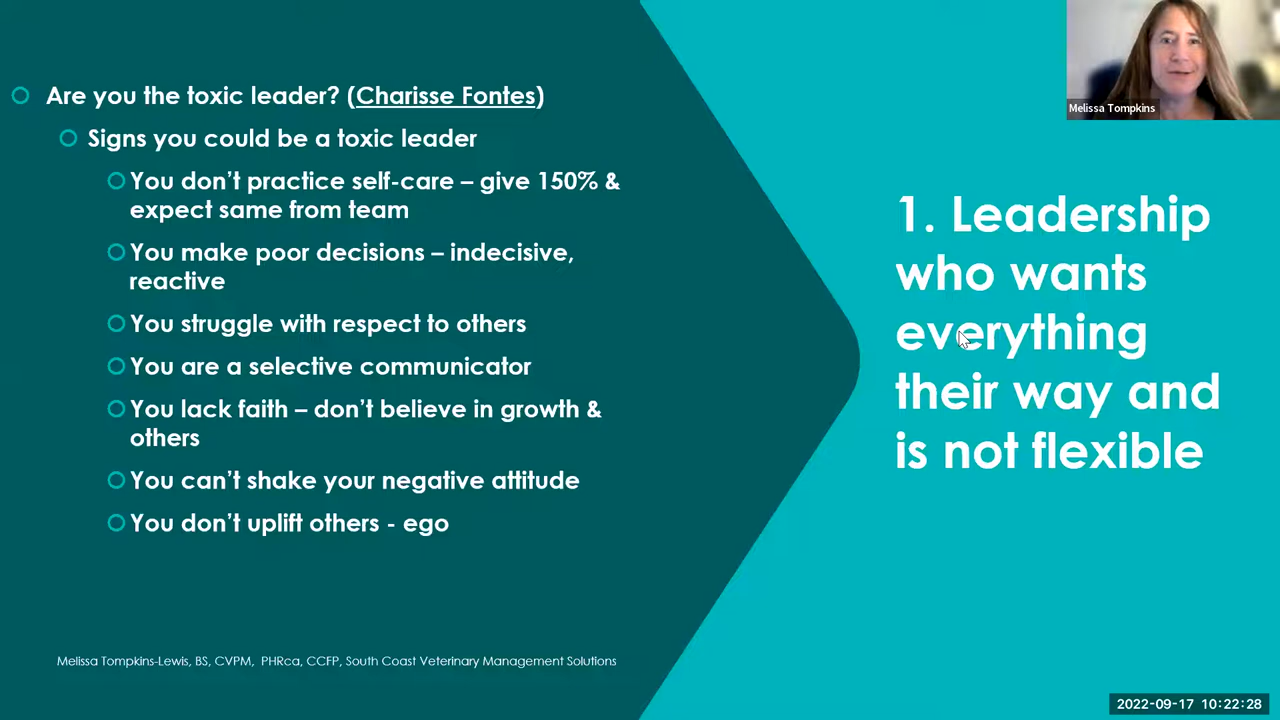 Are you the toxic leader? (Charisse Fontes)
Signs you could be a toxic leader
You don't practice self-care – give 150% &
expect same from team
You make poor decisions – indecisive,
reactive
You struggle with respect to others
You are a selective communicator
You lack faith – don't believe in growth &
others
You can't shake your negative attitude
You don't uplift others - ego
Melissa Tompkins-Lewis, BS, CVPM,  PHRca, CCFP, South Coast Veterinary Management Solutions
1. Leadership
who wants
everything
their way and
is not flexible
Melissa Tompkins
2022-09-17 10:22:28